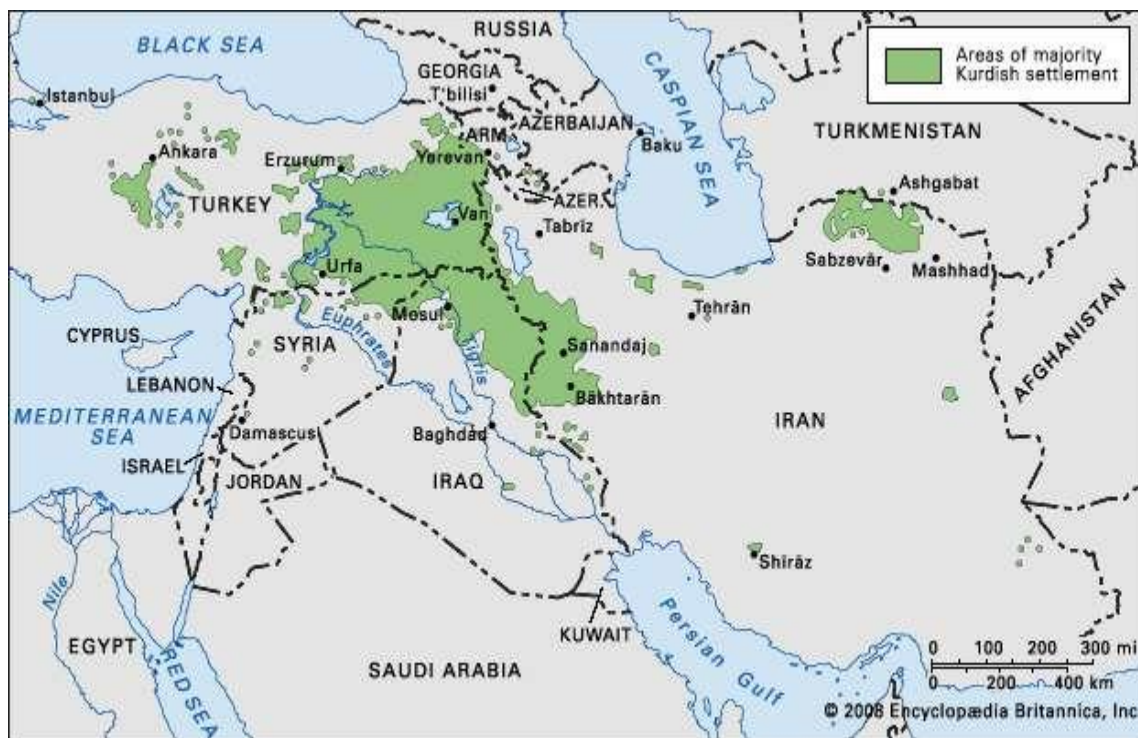 BLACK SEA
RUSSIA
Areas of majority
Kurdish settlement
GEORGIA
T'bilisi
CASPIAN SEA
Istanbul
ARM.
AZERBAIJAN
Baku
TURKMENISTAN
Ankara
Erzurum
Yerevan
Ashgabat
TURKEY
Van
AZER.
Tabrīz
Sabzevār
Mashhad
Urfa
Mosul
Tehrān
CYPRUS
SYRIA
Euphrates
Tigris
Sanandaj
AFGHANISTAN
LEBANON
Bākhtarān
MEDITERRANEAN
SEA
Damascus
Baghdād
IRAN
ISRAEL
JORDAN
IRAQ
Shīrāz
Nile
KUWAIT
EGYPT
RED SEA
SAUDI ARABIA
Persian Gulf
0 100 200 300 mi
0 200 400 km
© 2008 Encyclopædia Britannica, Inc